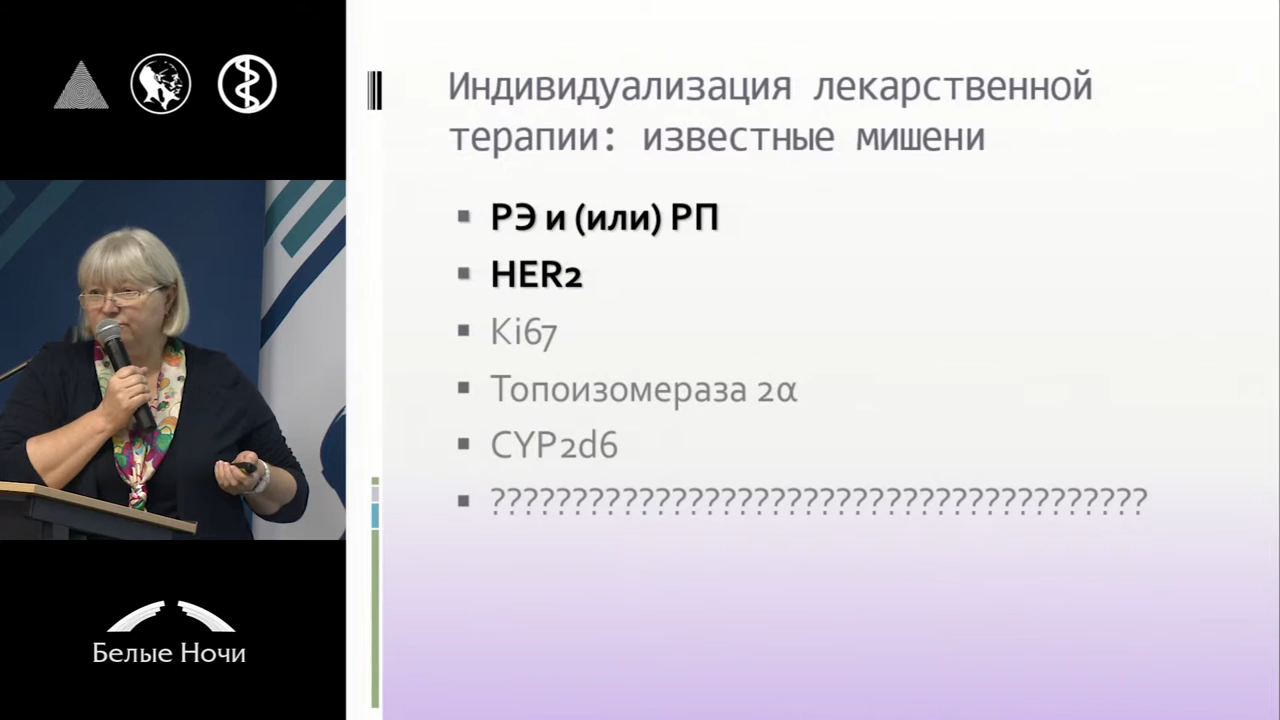 Индивидуализация лекарственной
терапии: известные мишени
РЭ и (или) РП
HER2
Ki67
Топоизомераза 2α
CYP2d6
????????????????????????????????????????
Белые Ночи